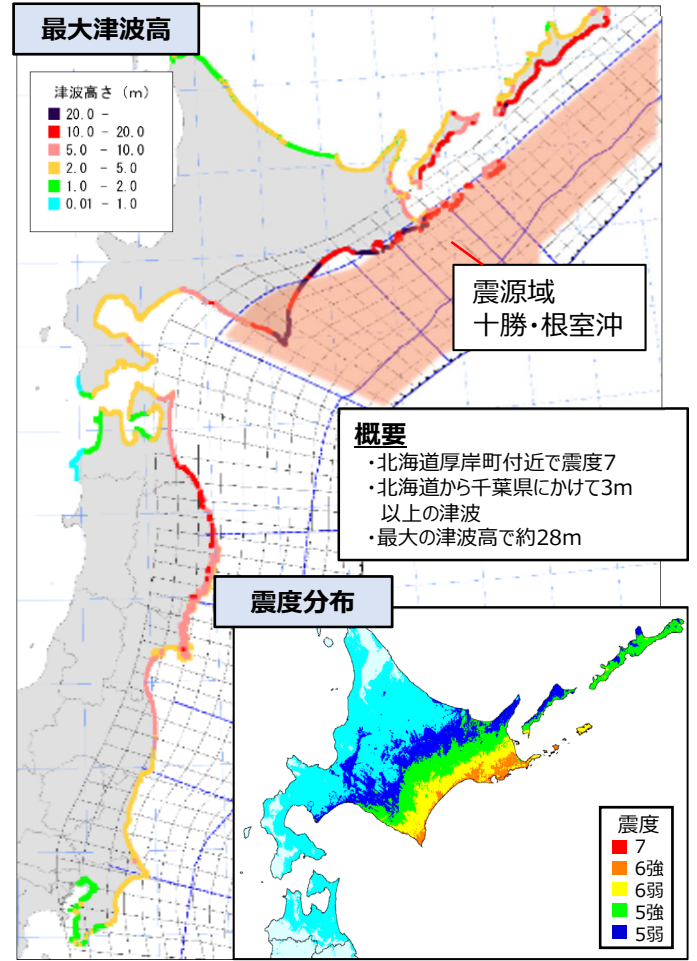 最大津波高
津波高さ（m）
20.0 -
10.0 - 20.0
5.0 - 10.0
2.0 - 5.0
1.0 - 2.0
0.01 - 1.0
震源域
十勝・根室沖
概要
・北海道厚岸町付近で震度7
・北海道から千葉県にかけて3m
以上の津波
・最大の津波高で約28m
震度分布
震度
7
6強
6弱
5強
5弱